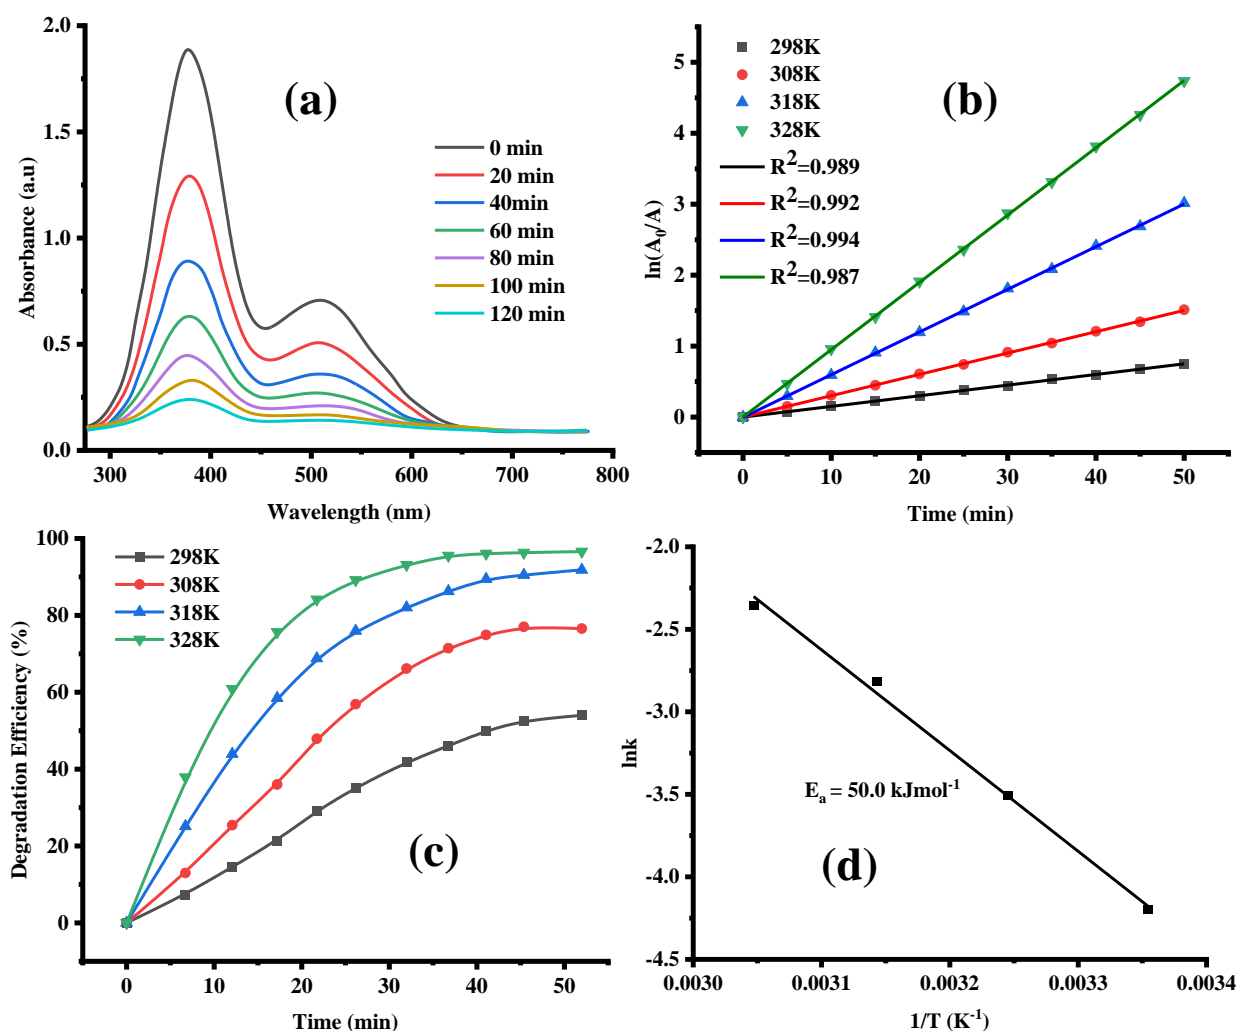 2.0
1.5
1.0
0.5
0.0
Absorbance (a.u)
(a)
0 min
20 min
40min
60 min
80 min
100 min
120 min
300 400 500 600 700 800
Wavelength (nm)
5
4
3
2
1
0
ln(A₀/A)
298K
308K
318K
328K
R²=0.989
R²=0.992
R²=0.994
R²=0.987
(b)
0 10 20 30 40 50
Time (min)
100
80
60
40
20
0
Degradation Efficiency (%)
298K
308K
318K
328K
(c)
0 10 20 30 40 50
Time (min)
-2.0
-2.5
-3.0
-3.5
-4.0
-4.5
lnk
Eₐ = 50.0 kJmol⁻¹
(d)
0.0030 0.0031 0.0032 0.0033 0.0034
1/T (K⁻¹)